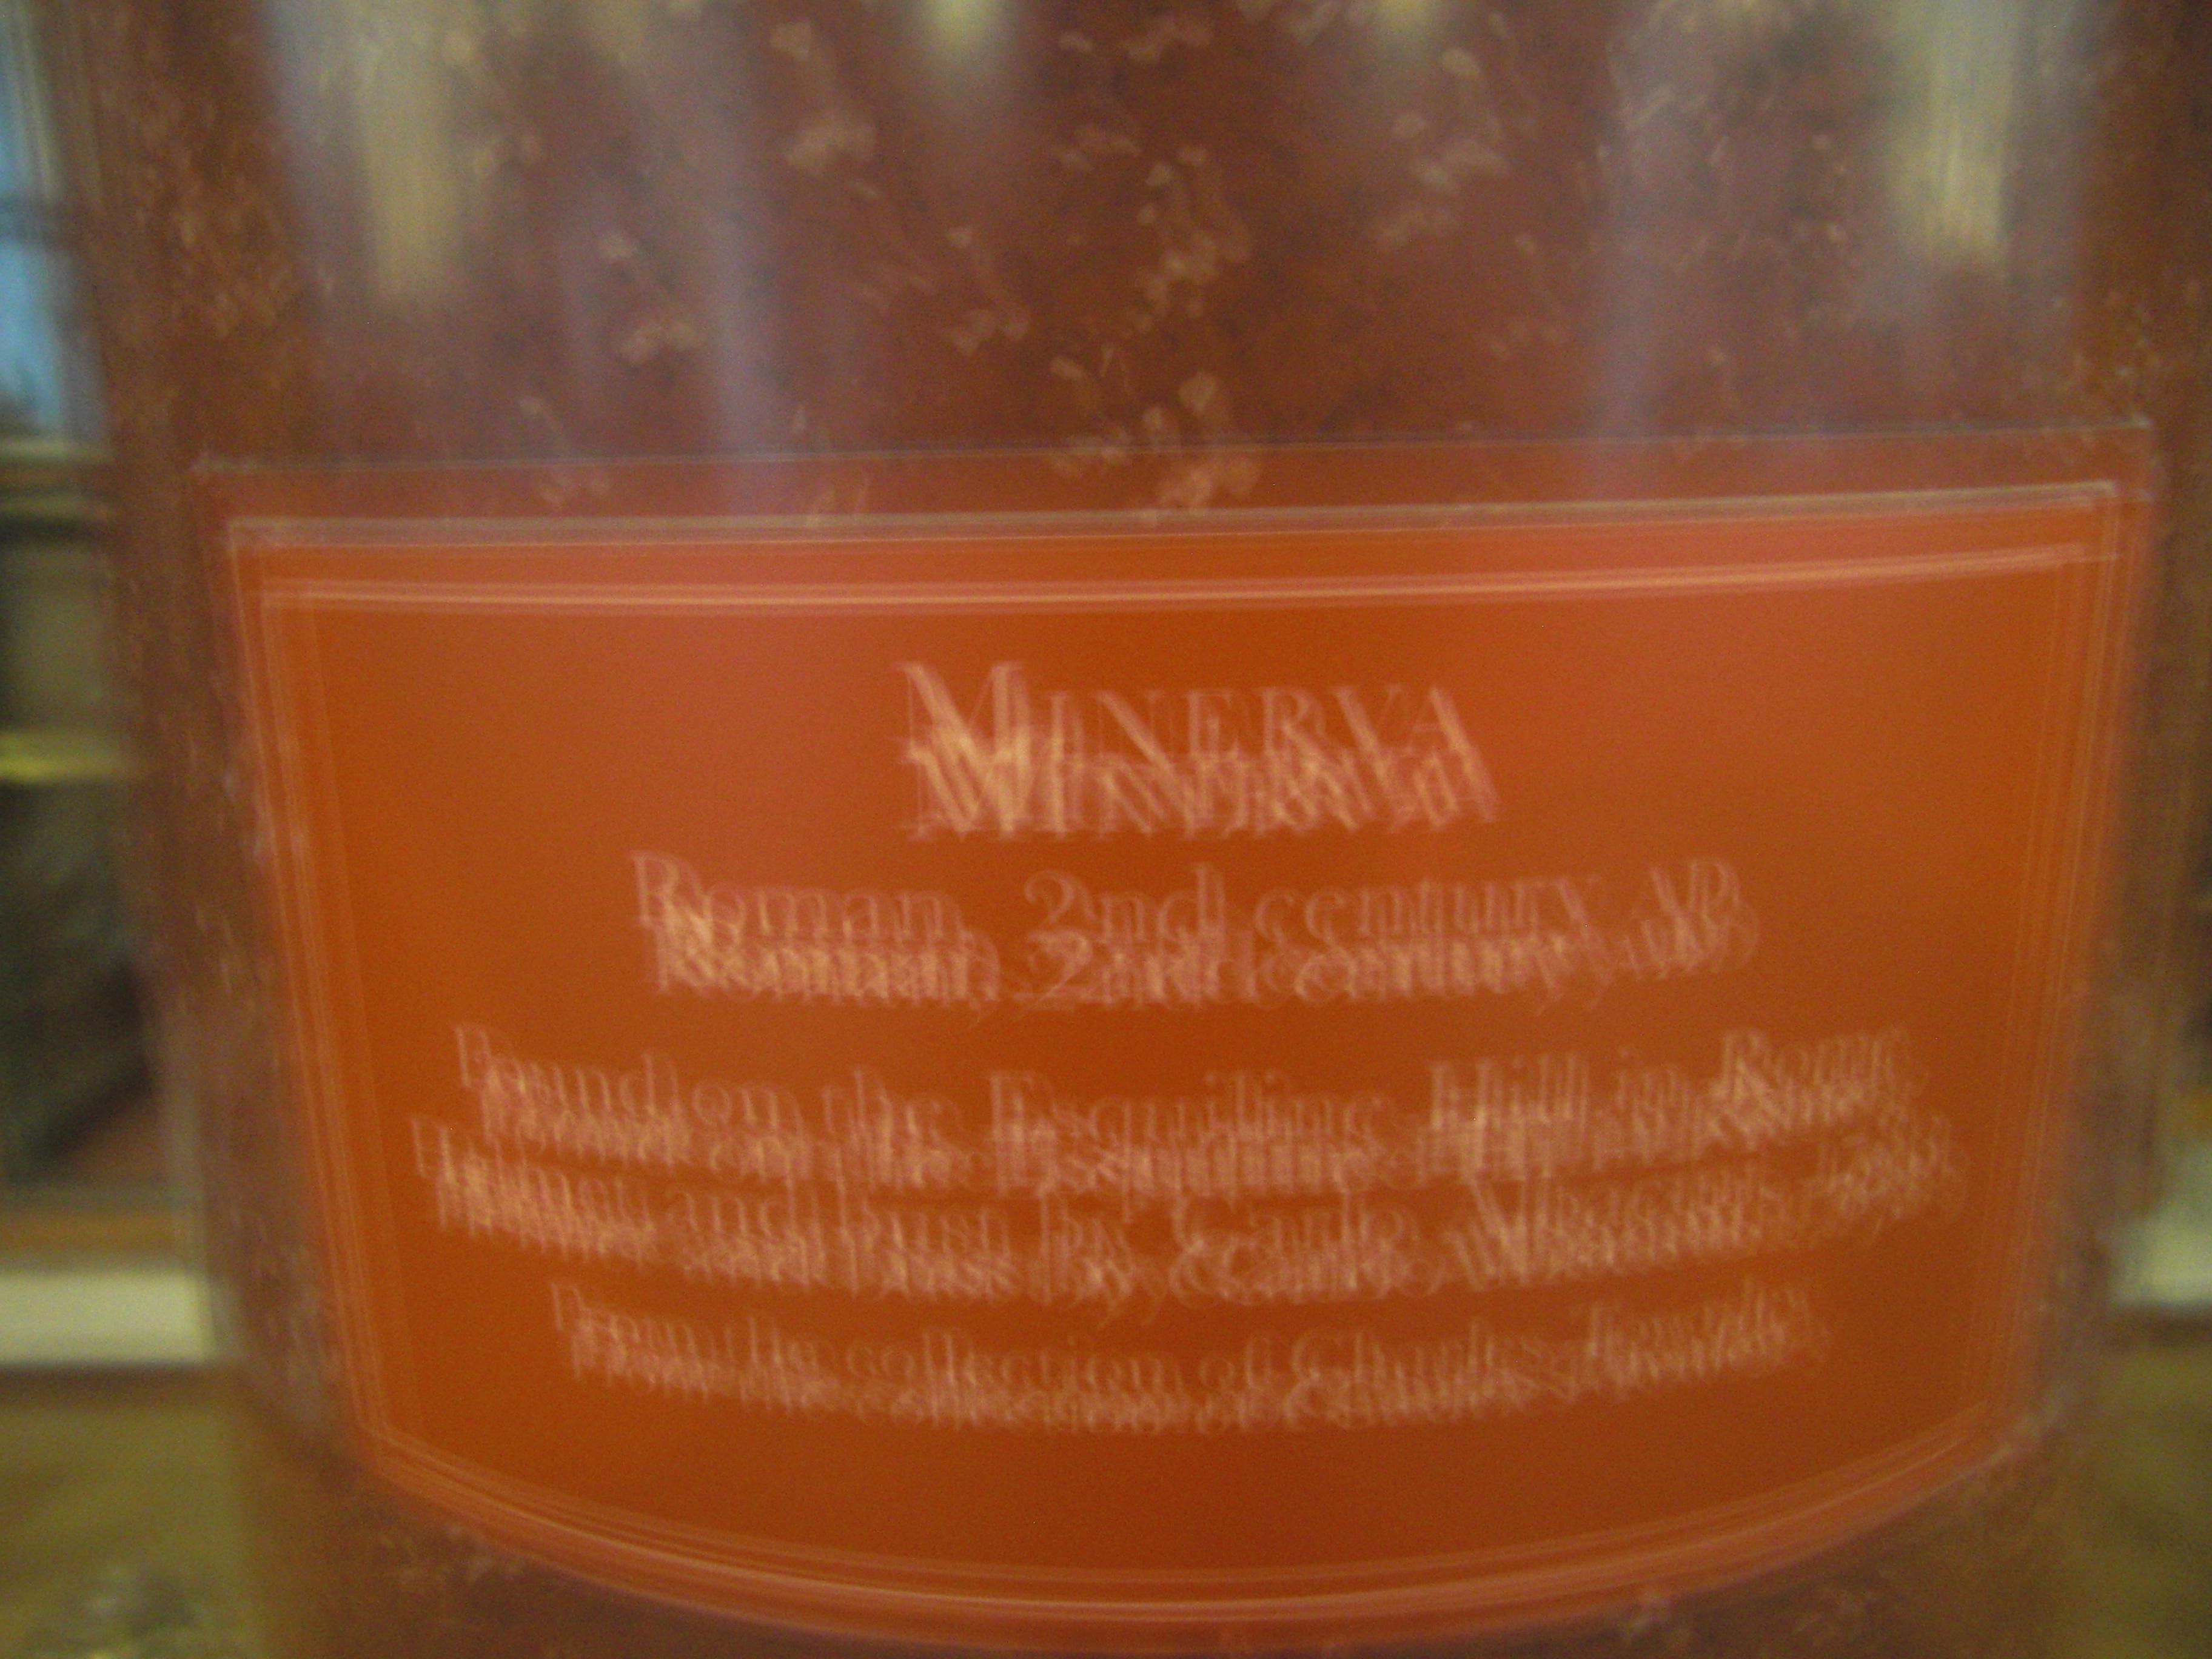 MINERVA
Roman, 2nd century AD
Found on the Esquiline Hill in Rome,
Helmet and bust by Carlo Albacini,
From the collection of Charles Townley